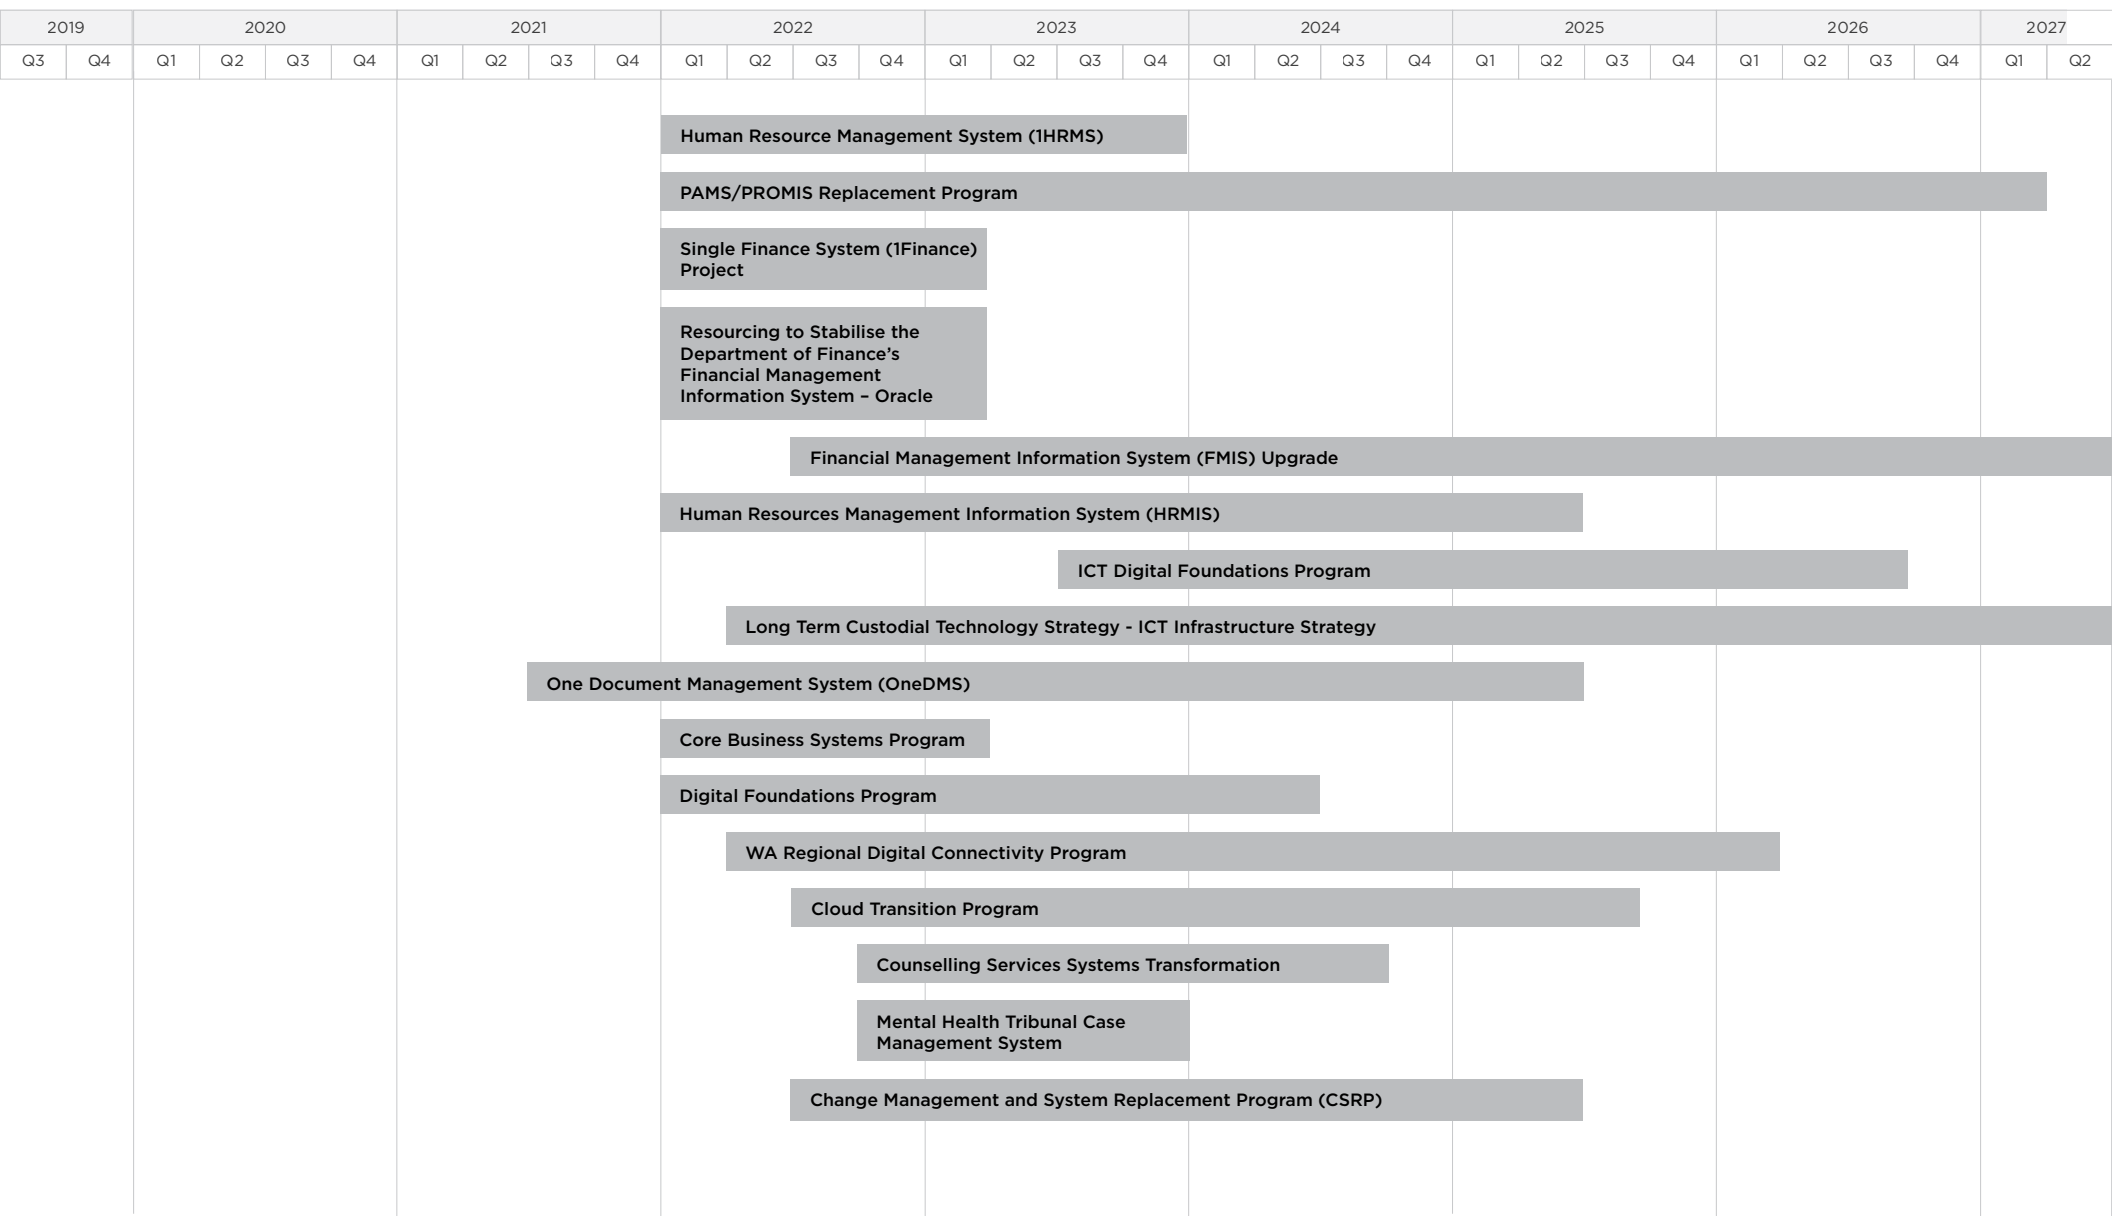 2019 2020 2021 2022 2023 2024 2025 2026 2027
Q3 Q4 Q1 Q2 Q3 Q4 Q1 Q2 Q3 Q4 Q1 Q2 Q3 Q4 Q1 Q2 Q3 Q4 Q1 Q2 Q3 Q4 Q1 Q2 Q3 Q4 Q1 Q2 Q3 Q4 Q1 Q2
Human Resource Management System (1HRMS)
PAMS/PROMIS Replacement Program
Single Finance System (1Finance)
Project
Resourcing to Stabilise the
Department of Finance’s
Financial Management
Information System – Oracle
Financial Management Information System (FMIS) Upgrade
Human Resources Management Information System (HRMIS)
ICT Digital Foundations Program
Long Term Custodial Technology Strategy - ICT Infrastructure Strategy
One Document Management System (OneDMS)
Core Business Systems Program
Digital Foundations Program
WA Regional Digital Connectivity Program
Cloud Transition Program
Counselling Services Systems Transformation
Mental Health Tribunal Case
Management System
Change Management and System Replacement Program (CSRP)